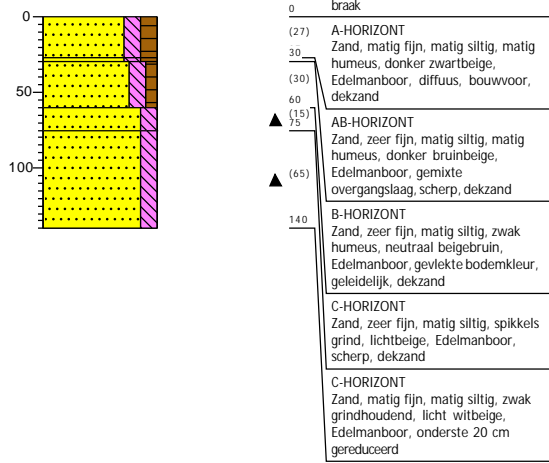 0
50
100
0
(27)
30
(30)
60
(15)
75
(65)
140
braak
A-HORIZONT
Zand, matig fijn, matig siltig, matig
humeus, donker zwartbeige,
Edelmanboor, diffuus, bouwvoor,
dekzand
AB-HORIZONT
Zand, zeer fijn, matig siltig, matig
humeus, donker bruinbeige,
Edelmanboor, gemixte
overgangslaag, scherp, dekzand
B-HORIZONT
Zand, zeer fijn, matig siltig, zwak
humeus, neutraal beigebruin,
Edelmanboor, gevlekte bodemkleur,
geleidelijk, dekzand
C-HORIZONT
Zand, zeer fijn, matig siltig, spikkels
grind, lichtbeige, Edelmanboor,
scherp, dekzand
C-HORIZONT
Zand, matig fijn, matig siltig, zwak
grindhoudend, licht witbeige,
Edelmanboor, onderste 20 cm
gereduceerd